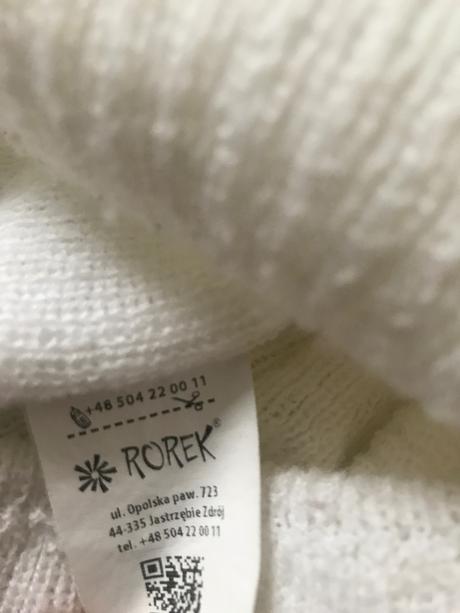 +48 504 22 00 11
ROREK®
ul. Opolska paw. 723
44-335 Jastrzębie Zdrój
tel. +48 504 22 00 11